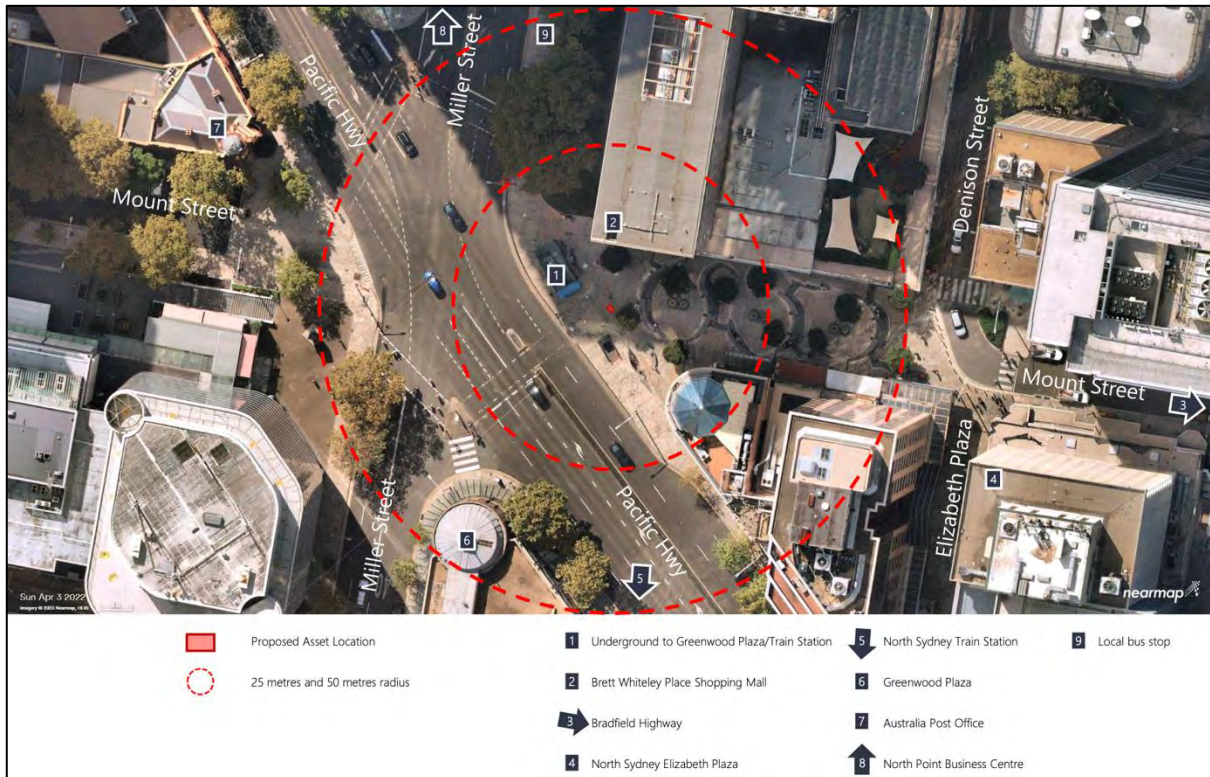 8
Miller Street
9
Pacific Hwy
7
Denison Street
Mount Street
2
1
Mount Street
3
Elizabeth Plaza
4
Miller Street
6
Pacific Hwy
5
Sun Apr 3 2022
Imagery © 2023 Nearmap, HERE
nearmap
Proposed Asset Location
25 metres and 50 metres radius
1 Underground to Greenwood Plaza/Train Station
2 Brett Whiteley Place Shopping Mall
3 Bradfield Highway
4 North Sydney Elizabeth Plaza
5 North Sydney Train Station
6 Greenwood Plaza
7 Australia Post Office
8 North Point Business Centre
9 Local bus stop